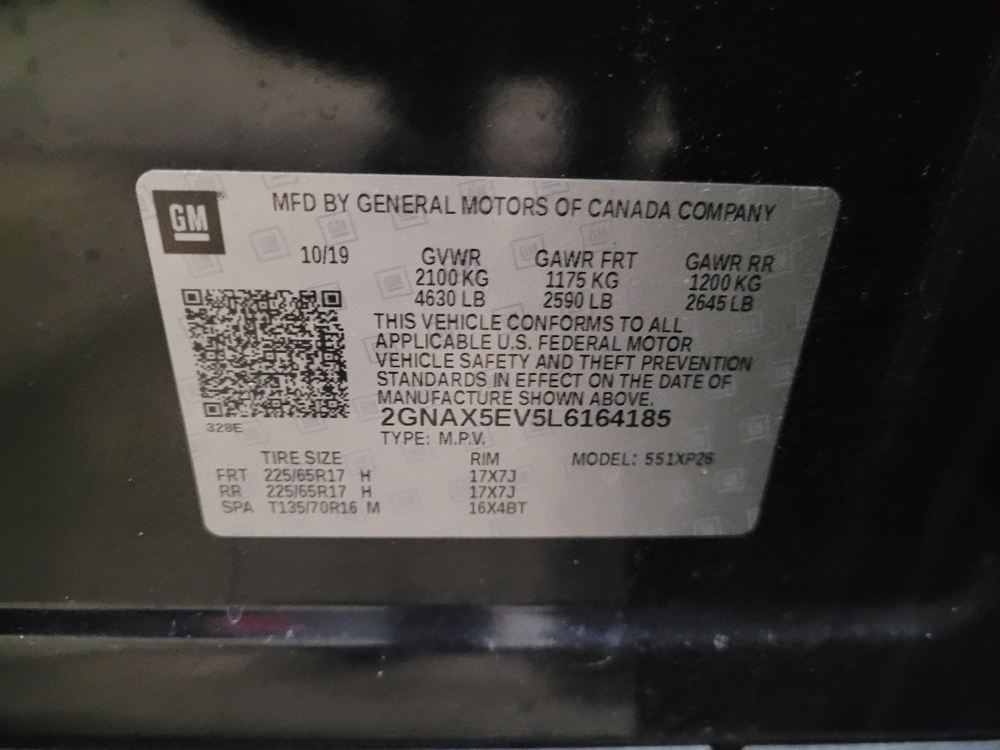 GM
MFD BY GENERAL MOTORS OF CANADA COMPANY
10/19 GVWR GAWR FRT GAWR RR
2100 KG 1175 KG 1200 KG
4630 LB 2590 LB 2645 LB
THIS VEHICLE CONFORMS TO ALL
APPLICABLE U.S. FEDERAL MOTOR
VEHICLE SAFETY AND THEFT PREVENTION
STANDARDS IN EFFECT ON THE DATE OF
MANUFACTURE SHOWN ABOVE.
328E
2GNAX5EV5L6164185
TYPE: M.P.V.
TIRE SIZE RIM MODEL: 551XP26
FRT 225/65R17 H 17X7J
RR 225/65R17 H 17X7J
SPA T135/70R16 M 16X4BT